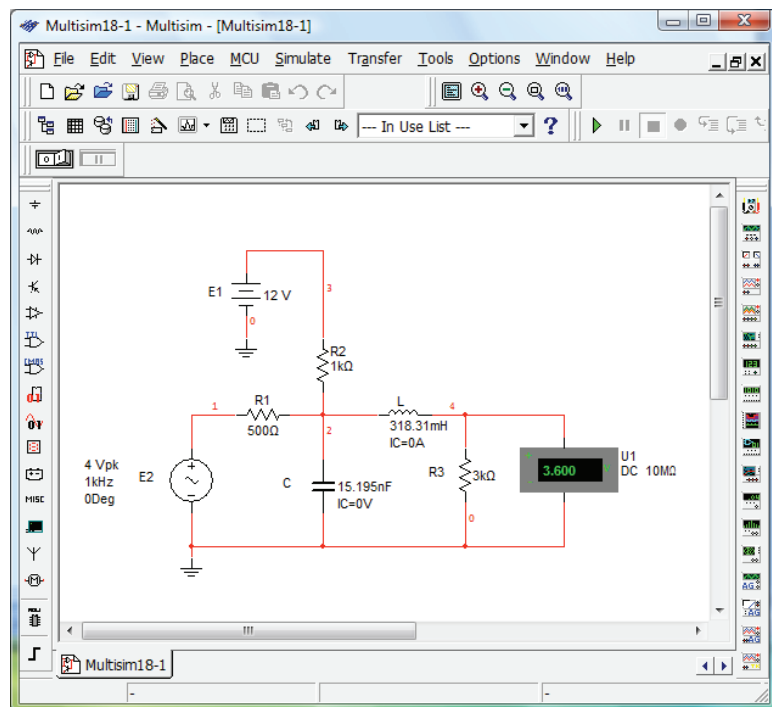 Multisim18-1 - Multisim - [Multisim18-1]
File Edit View Place MCU Simulate Transfer Tools Options Window Help
--- In Use List ---
?
E1
12 V
3
0
R2
1kΩ
1
R1
500Ω
2
L
318.31mH
IC=0A
4
4 Vpk
1kHz
0Deg
E2
C
15.195nF
IC=0V
R3
3kΩ
0
3.600
V
U1
DC 10MΩ
TTL
CMOS
MISC
Multisim18-1
-
-